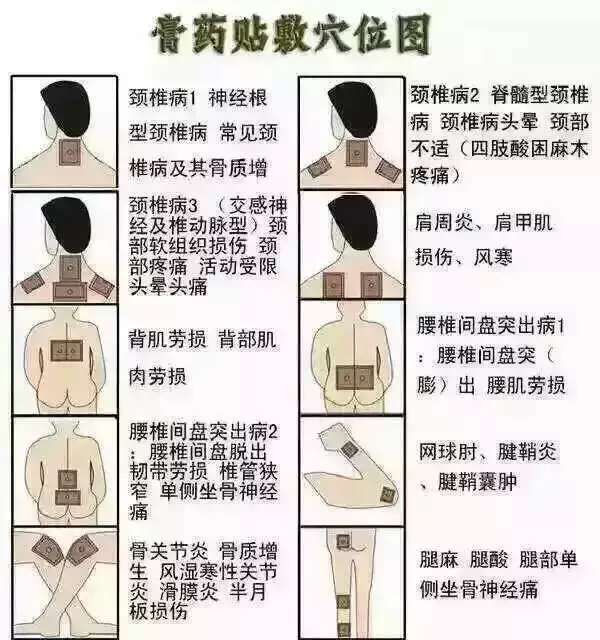 膏药贴敷穴位图
颈椎病1 神经根
型颈椎病 常见颈
椎病及其骨质增
颈椎病2 脊髓型颈椎
病 颈椎病头晕 颈部
不适（四肢酸困麻木
疼痛）
颈椎病3 （交感神
经及椎动脉型）颈
部软组织损伤 颈
部疼痛 活动受限
头晕头痛
肩周炎、肩甲肌
损伤、风寒
背肌劳损 背部肌
肉劳损
腰椎间盘突出病1
：腰椎间盘突（
膨）出 腰肌劳损
腰椎间盘突出病2
：腰椎间盘脱出
韧带劳损 椎管狭
窄 单侧坐骨神经
痛
网球肘、腱鞘炎
、腱鞘囊肿
骨关节炎 骨质增
生 风湿寒性关节
炎 滑膜炎 半月
板损伤
腿麻 腿酸 腿部单
侧坐骨神经痛